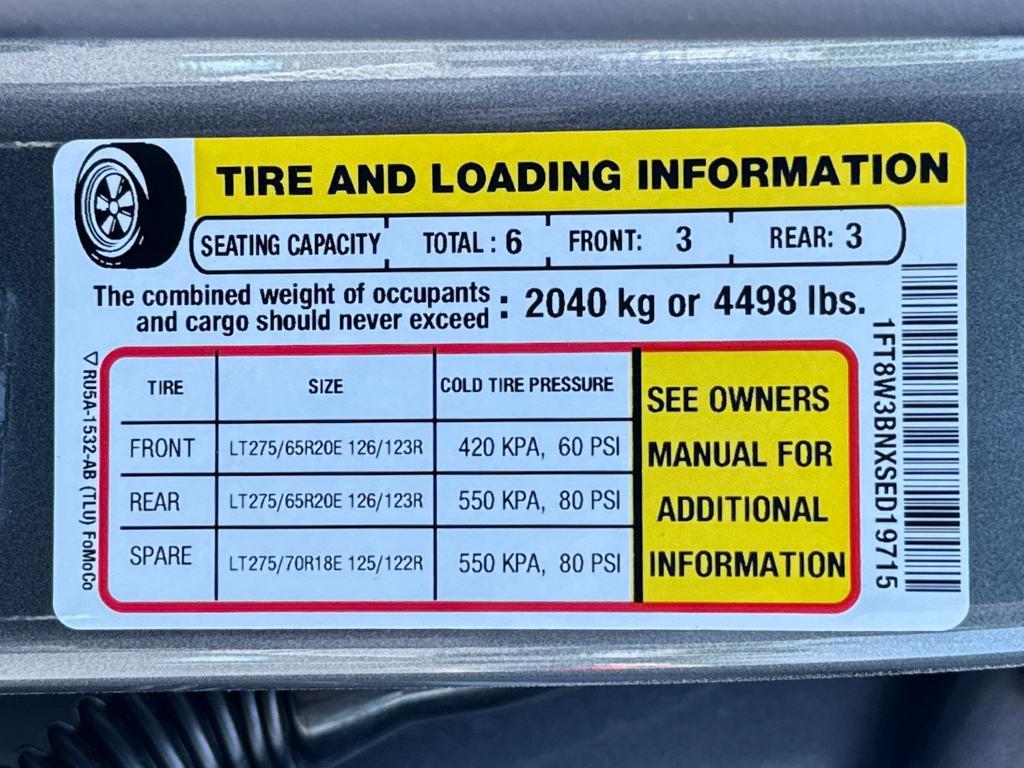 TIRE AND LOADING INFORMATION
SEATING CAPACITY TOTAL : 6 FRONT: 3 REAR: 3
The combined weight of occupants
and cargo should never exceed : 2040 kg or 4498 lbs.
TIRE SIZE COLD TIRE PRESSURE
FRONT LT275/65R20E 126/123R 420 KPA, 60 PSI
REAR LT275/65R20E 126/123R 550 KPA, 80 PSI
SPARE LT275/70R18E 125/122R 550 KPA, 80 PSI
SEE OWNERS
MANUAL FOR
ADDITIONAL
INFORMATION
1FT8W3BNXSED19715
▽ RU5A-1532-AB (TLU) FoMoCo